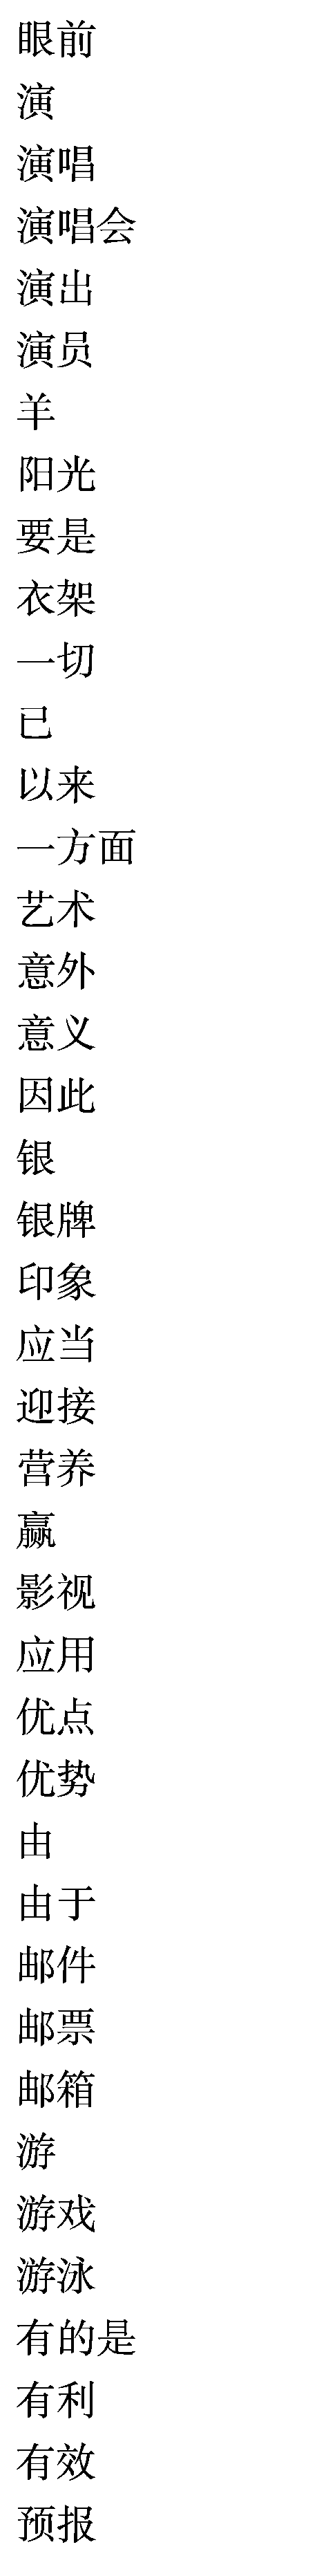 眼前
演
演唱
演唱会
演出
演员
羊
阳光
要是
衣架
一切
已
以来
一方面
艺术
意外
意义
因此
银
银牌
印象
应当
迎接
营养
赢
影视
应用
优点
优势
由
由于
邮件
邮票
邮箱
游
游戏
游泳
有的是
有利
有效
预报